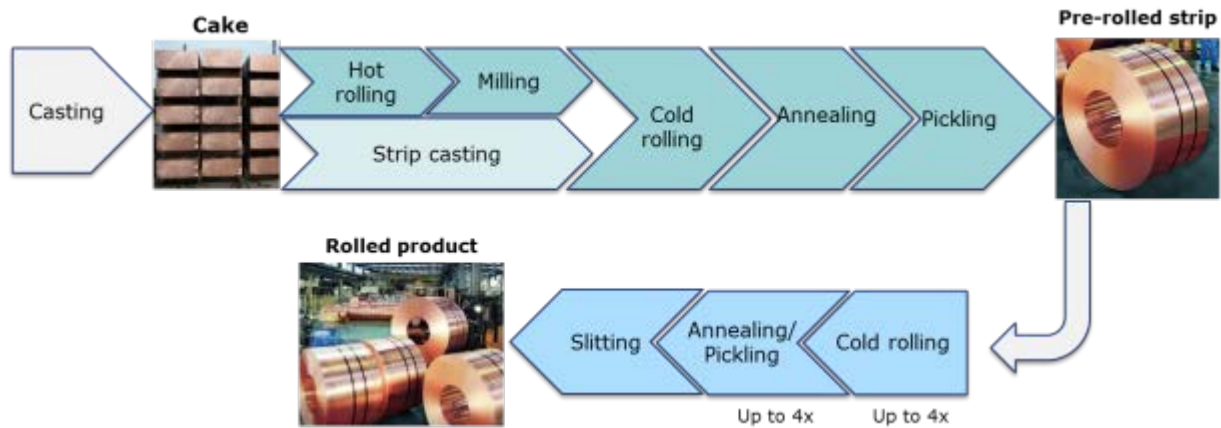 Cake
Pre-rolled strip
Casting
Hot
rolling
Milling
Strip casting
Cold
rolling
Annealing
Pickling
Rolled product
Slitting
Annealing/
Pickling
Cold rolling
Up to 4x
Up to 4x